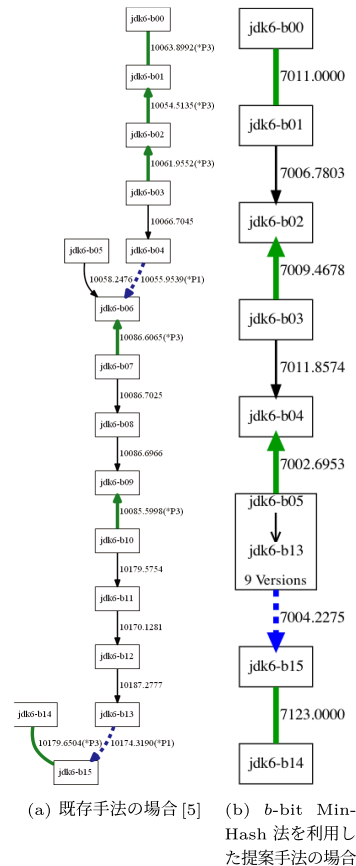 jdk6-b00
10063.8992(*P3)
jdk6-b01
10054.5135(*P3)
jdk6-b02
10061.9552(*P3)
jdk6-b03
10066.7045
jdk6-b05
jdk6-b04
10058.2476
10055.9539(*P1)
jdk6-b06
10086.6065(*P3)
jdk6-b07
10086.7025
jdk6-b08
10086.6966
jdk6-b09
10085.5998(*P3)
jdk6-b10
10179.5754
jdk6-b11
10170.1281
jdk6-b12
10187.2777
jdk6-b14
jdk6-b13
10179.6504(*P3)
10174.3190(*P1)
jdk6-b15
(a) 既存手法の場合 [5]
jdk6-b00
7011.0000
jdk6-b01
7006.7803
jdk6-b02
7009.4678
jdk6-b03
7011.8574
jdk6-b04
7002.6953
jdk6-b05
jdk6-b13
9 Versions
7004.2275
jdk6-b15
7123.0000
jdk6-b14
(b) b-bit Min-
Hash 法を利用し
た提案手法の場合